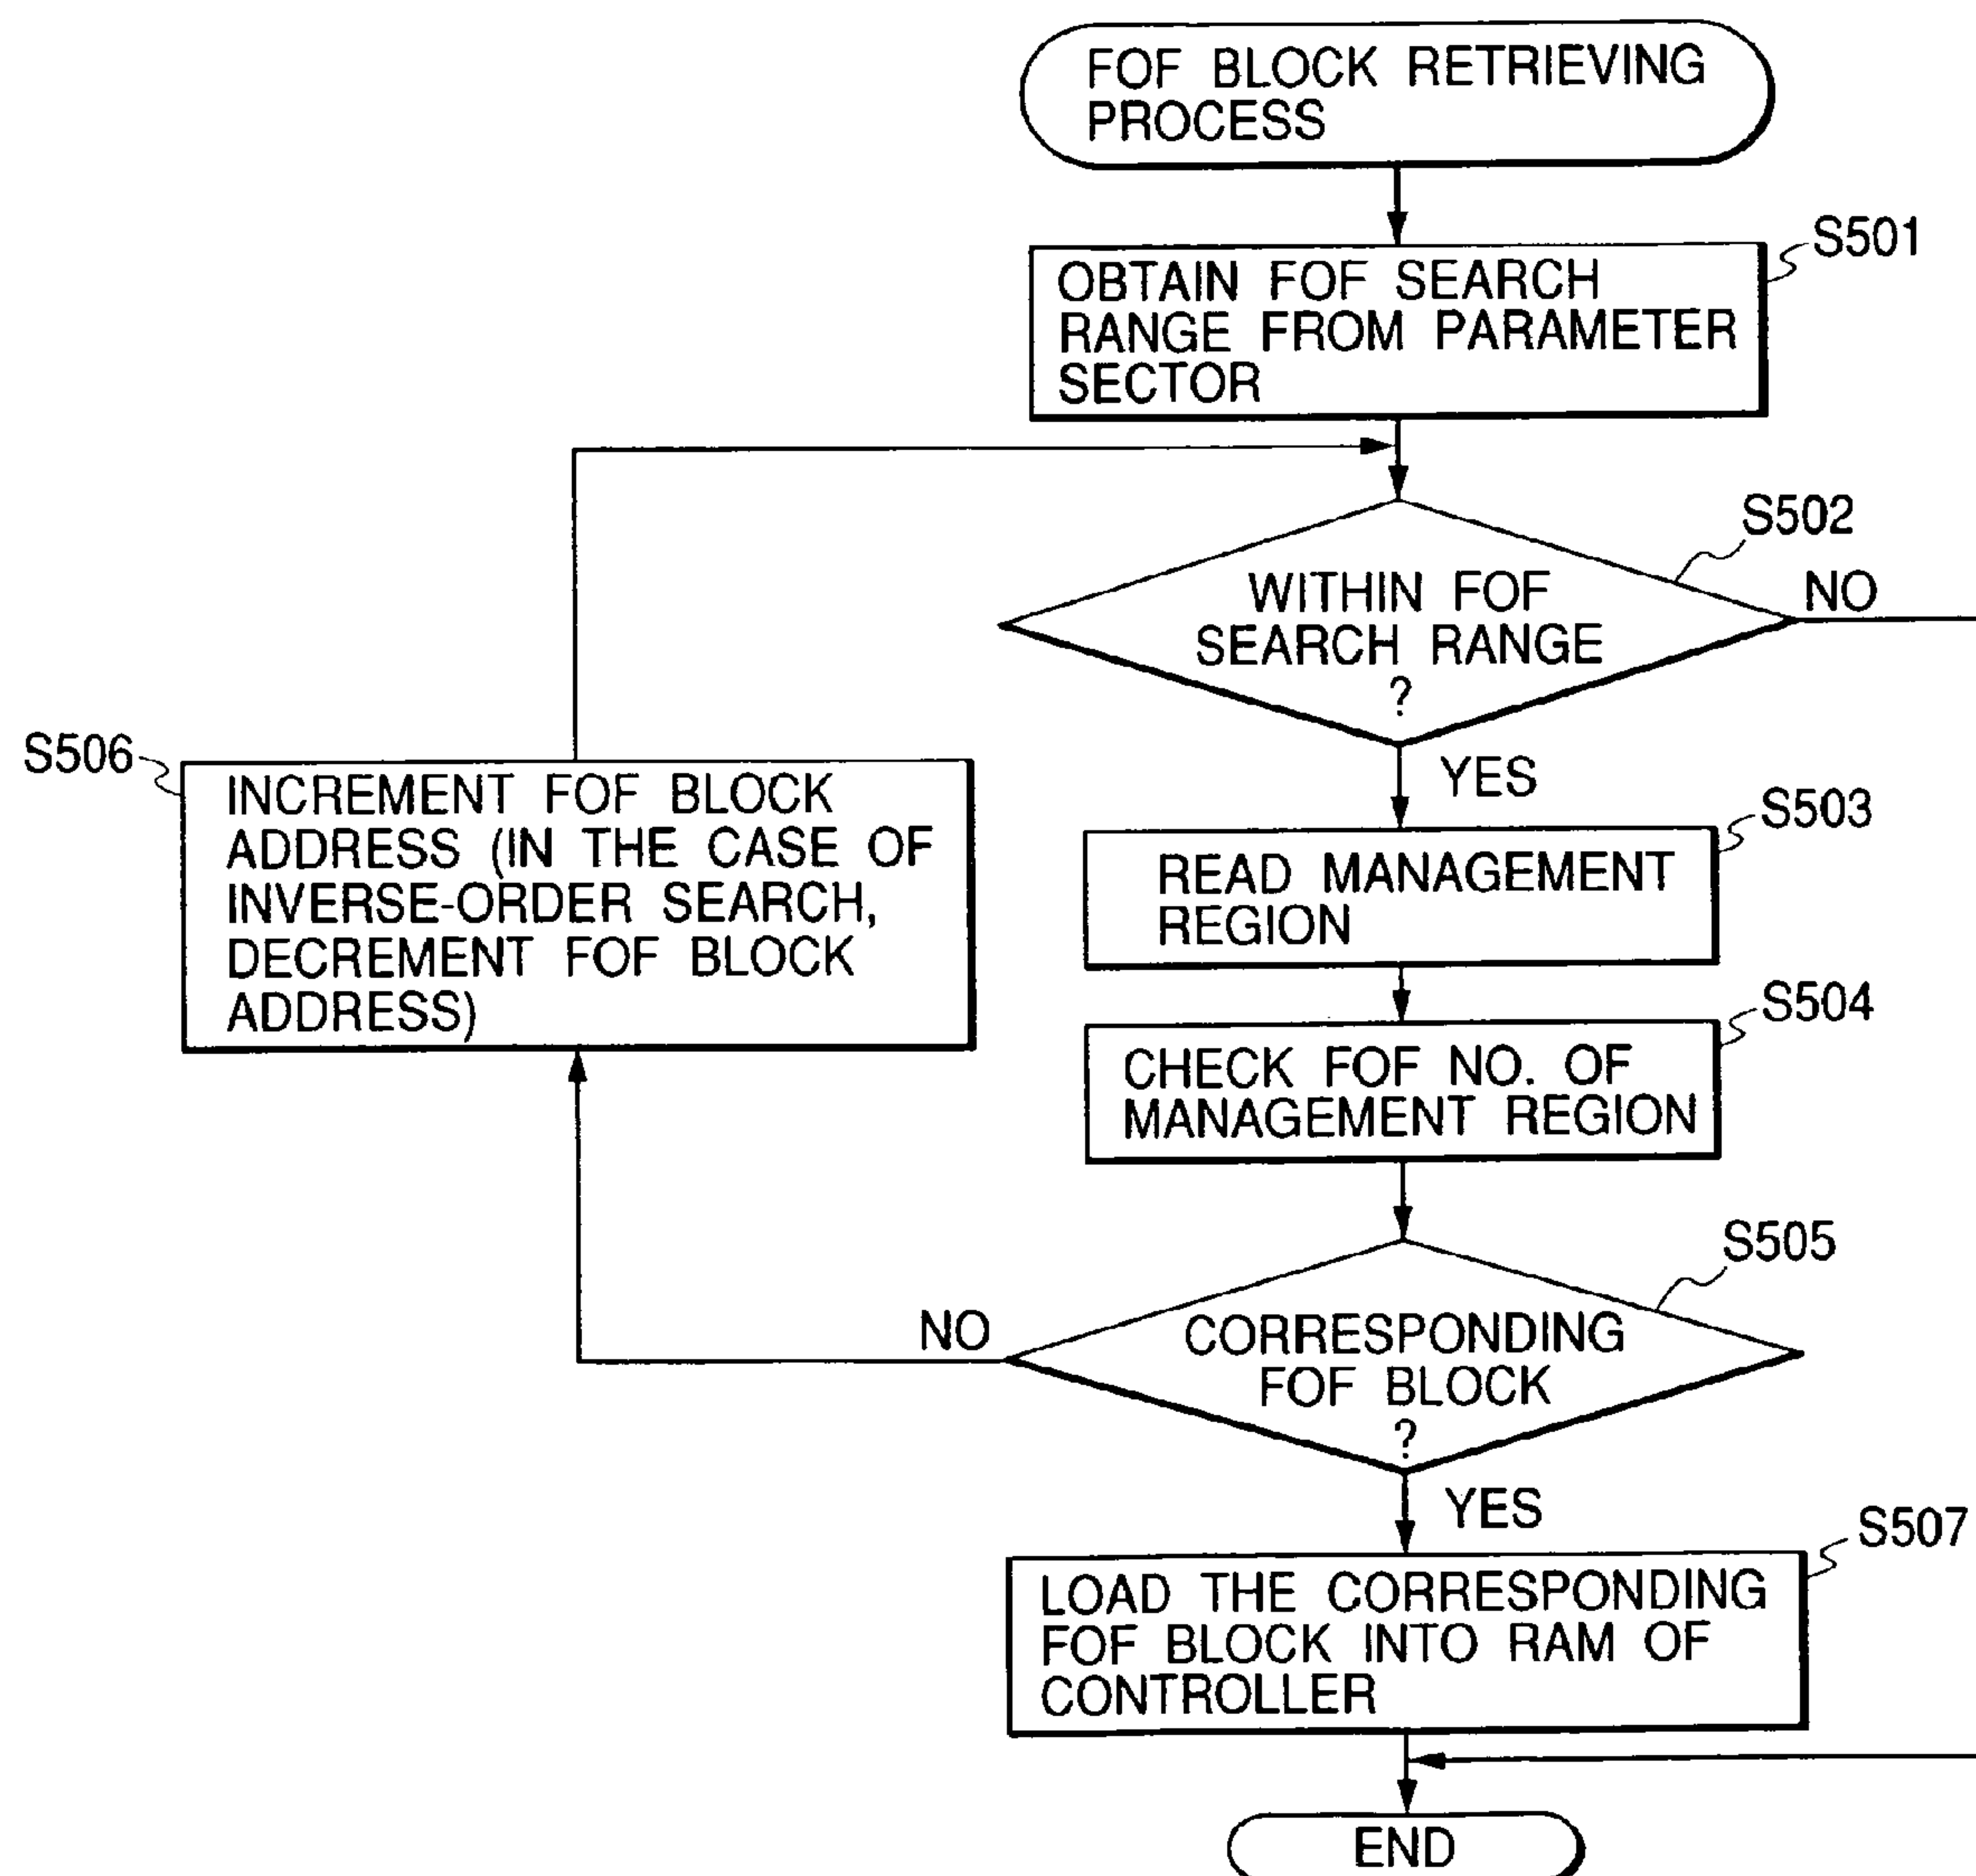 FOF BLOCK RETRIEVING
PROCESS
S501
OBTAIN FOF SEARCH
RANGE FROM PARAMETER
SECTOR
S502
WITHIN FOF
SEARCH RANGE
?
NO
YES
S503
READ MANAGEMENT
REGION
S504
CHECK FOF NO. OF
MANAGEMENT REGION
S505
CORRESPONDING
FOF BLOCK
?
NO
S506
INCREMENT FOF BLOCK
ADDRESS (IN THE CASE OF
INVERSE-ORDER SEARCH,
DECREMENT FOF BLOCK
ADDRESS)
YES
S507
LOAD THE CORRESPONDING
FOF BLOCK INTO RAM OF
CONTROLLER
END